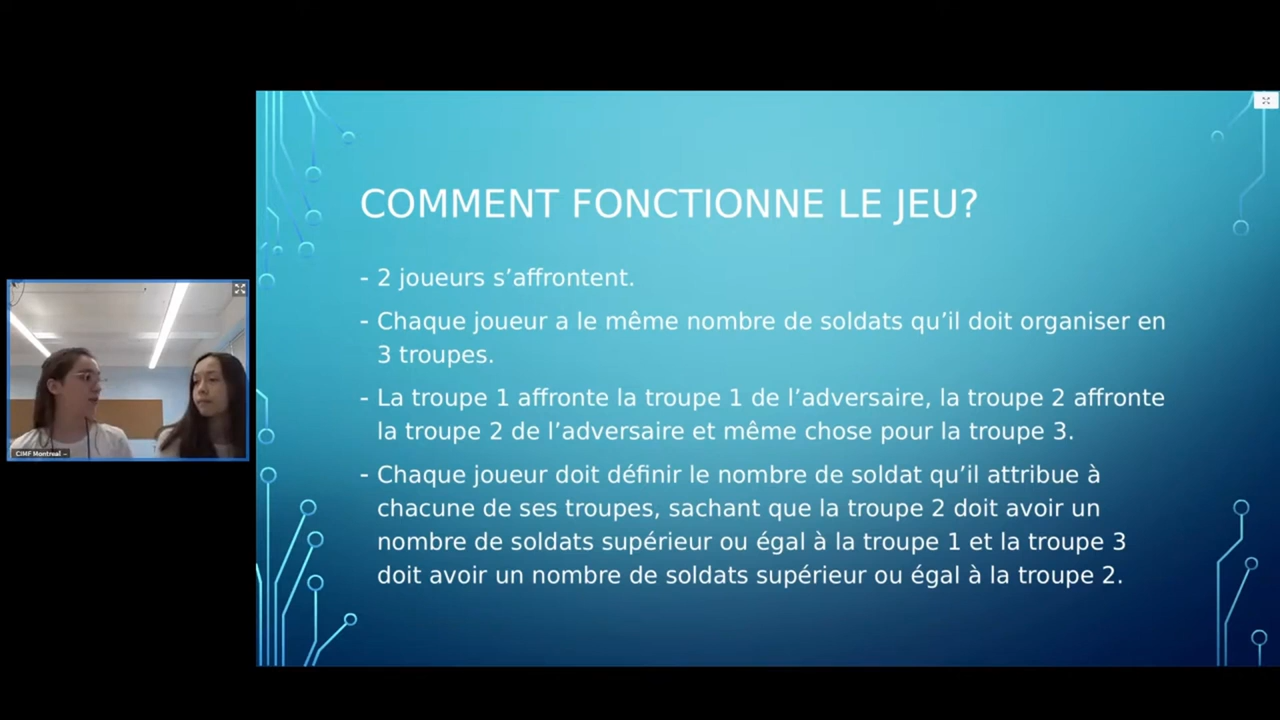 COMMENT FONCTIONNE LE JEU?
- 2 joueurs s’affrontent.
- Chaque joueur a le même nombre de soldats qu’il doit organiser en
3 troupes.
- La troupe 1 affronte la troupe 1 de l’adversaire, la troupe 2 affronte
la troupe 2 de l’adversaire et même chose pour la troupe 3.
- Chaque joueur doit définir le nombre de soldat qu’il attribue à
chacune de ses troupes, sachant que la troupe 2 doit avoir un
nombre de soldats supérieur ou égal à la troupe 1 et la troupe 3
doit avoir un nombre de soldats supérieur ou égal à la troupe 2.
CIMF Montreal